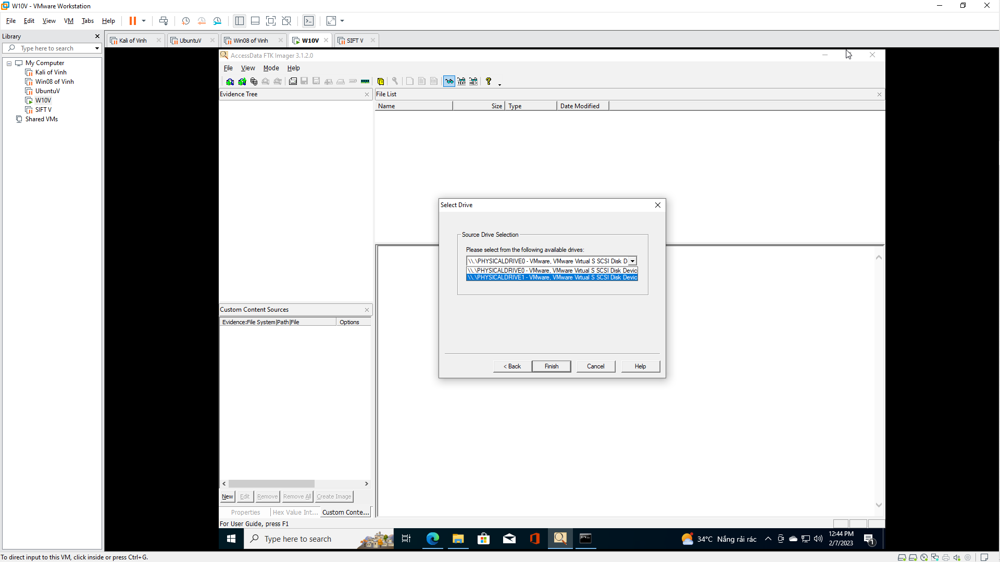 W10V - VMware Workstation
File Edit View VM Tabs Help
Library
Type here to search
My Computer
Kali of Vinh
Win08 of Vinh
UbuntuV
W10V
SIFT V
Shared VMs
Kali of Vinh UbuntuV Win08 of Vinh W10V SIFT V
AccessData FTK Imager 3.1.2.0
File View Mode Help
TEXT HEX
Evidence Tree
File List
Name Size Type Date Modified
Select Drive
Source Drive Selection
Please select from the following available drives:
\\.\PHYSICALDRIVE0 - VMware, VMware Virtual S SCSI Disk D
\\.\PHYSICALDRIVE0 - VMware, VMware Virtual S SCSI Disk Devic
\\.\PHYSICALDRIVE1 - VMware, VMware Virtual S SCSI Disk Devic
< Back Finish Cancel Help
Custom Content Sources
Evidence:File System|Path|File Options
New Edit Remove Remove All Create Image
Properties Hex Value Int... Custom Conte...
For User Guide, press F1
Type here to search
34°C Nắng rải rác
12:44 PM
2/7/2023
1
To direct input to this VM, click inside or press Ctrl+G.